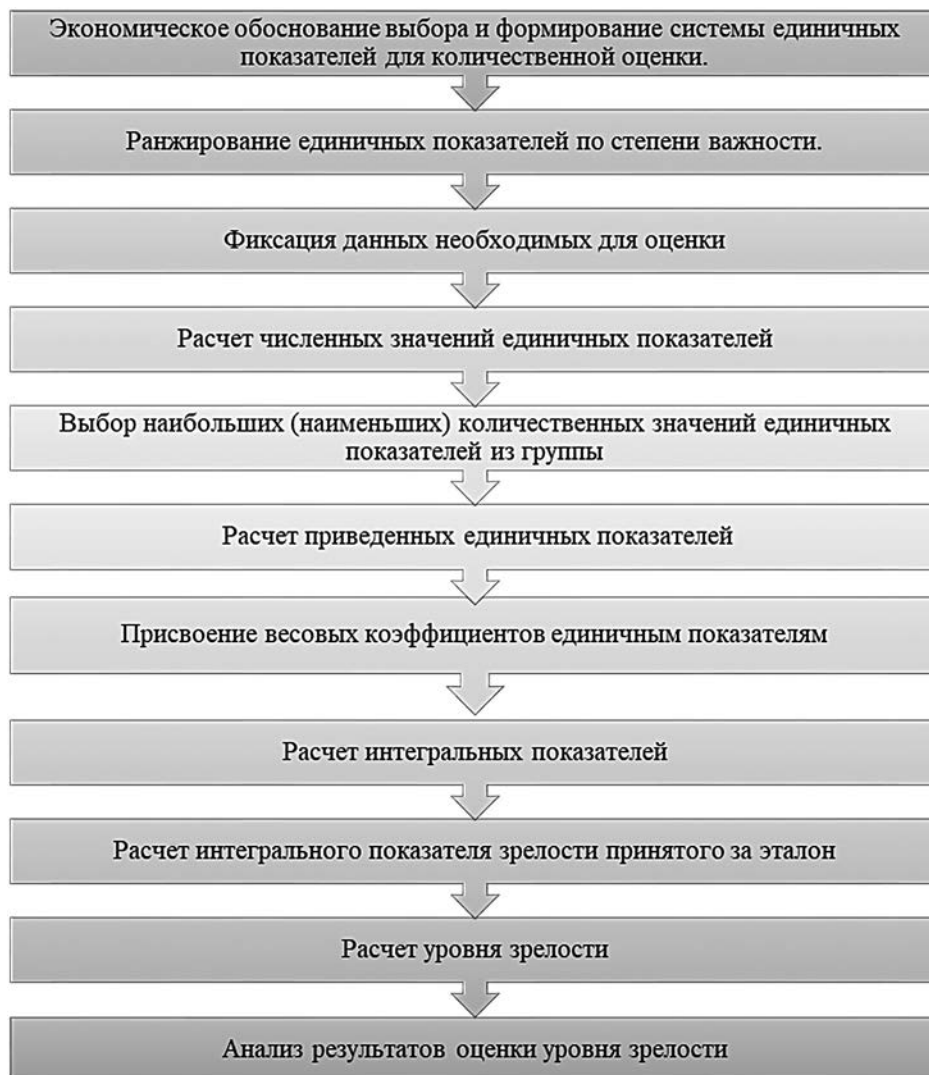 Экономическое обоснование выбора и формирование системы единичных
показателей для количественной оценки.
Ранжирование единичных показателей по степени важности.
Фиксация данных необходимых для оценки
Расчет численных значений единичных показателей
Выбор наибольших (наименьших) количественных значений единичных
показателей из группы
Расчет приведенных единичных показателей
Присвоение весовых коэффициентов единичным показателям
Расчет интегральных показателей
Расчет интегрального показателя зрелости принятого за эталон
Расчет уровня зрелости
Анализ результатов оценки уровня зрелости